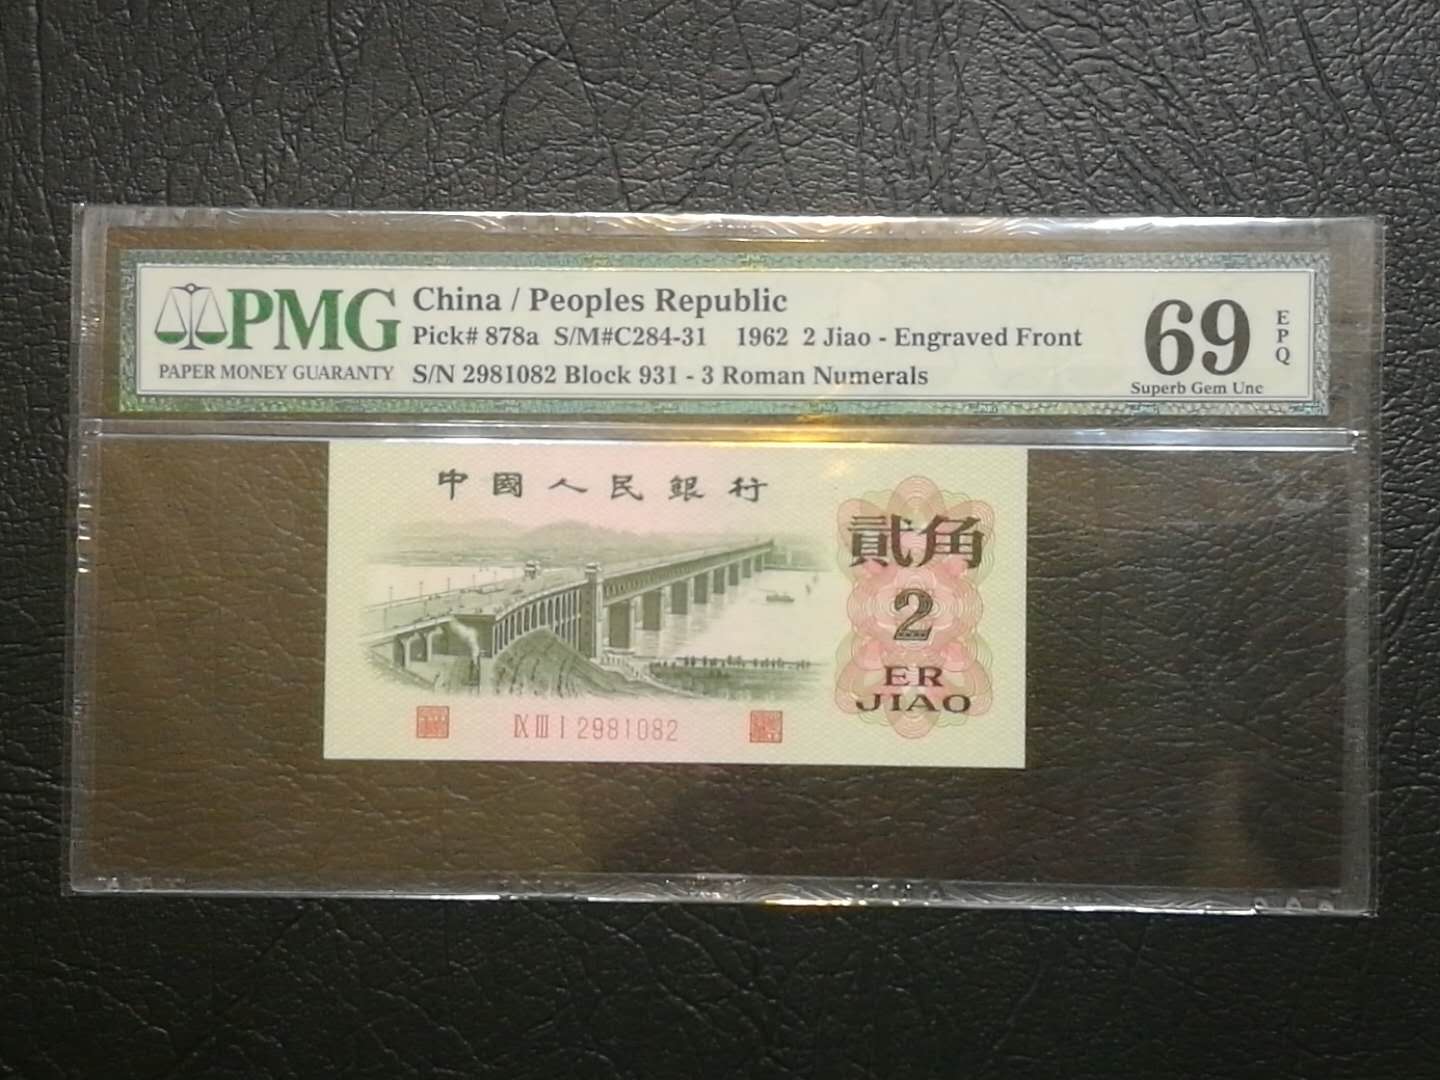 PMG
PAPER MONEY GUARANTY
China / Peoples Republic
Pick# 878a S/M#C284-31 1962 2 Jiao - Engraved Front
S/N 2981082 Block 931 - 3 Roman Numerals
69
EPQ
Superb Gem Unc
中國人民銀行
貳角
2
ER
JIAO
IX III I 2981082